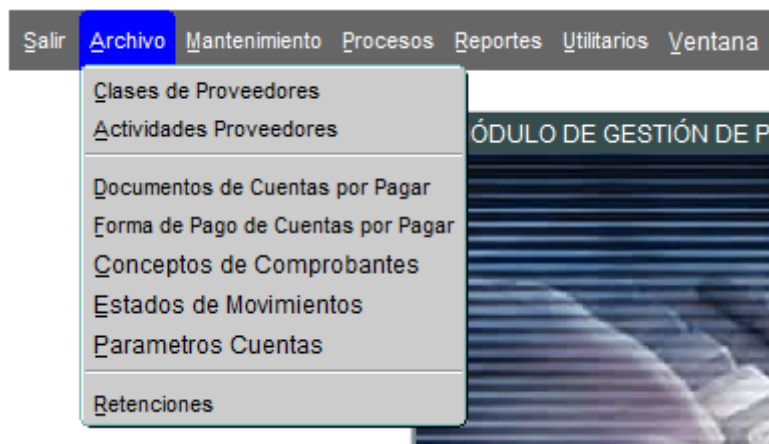 Salir Archivo Mantenimiento Procesos Reportes Utilitarios Ventana
Clases de Proveedores
Actividades Proveedores
ÓDULO DE GESTIÓN DE P
Documentos de Cuentas por Pagar
Forma de Pago de Cuentas por Pagar
Conceptos de Comprobantes
Estados de Movimientos
Parametros Cuentas
Retenciones